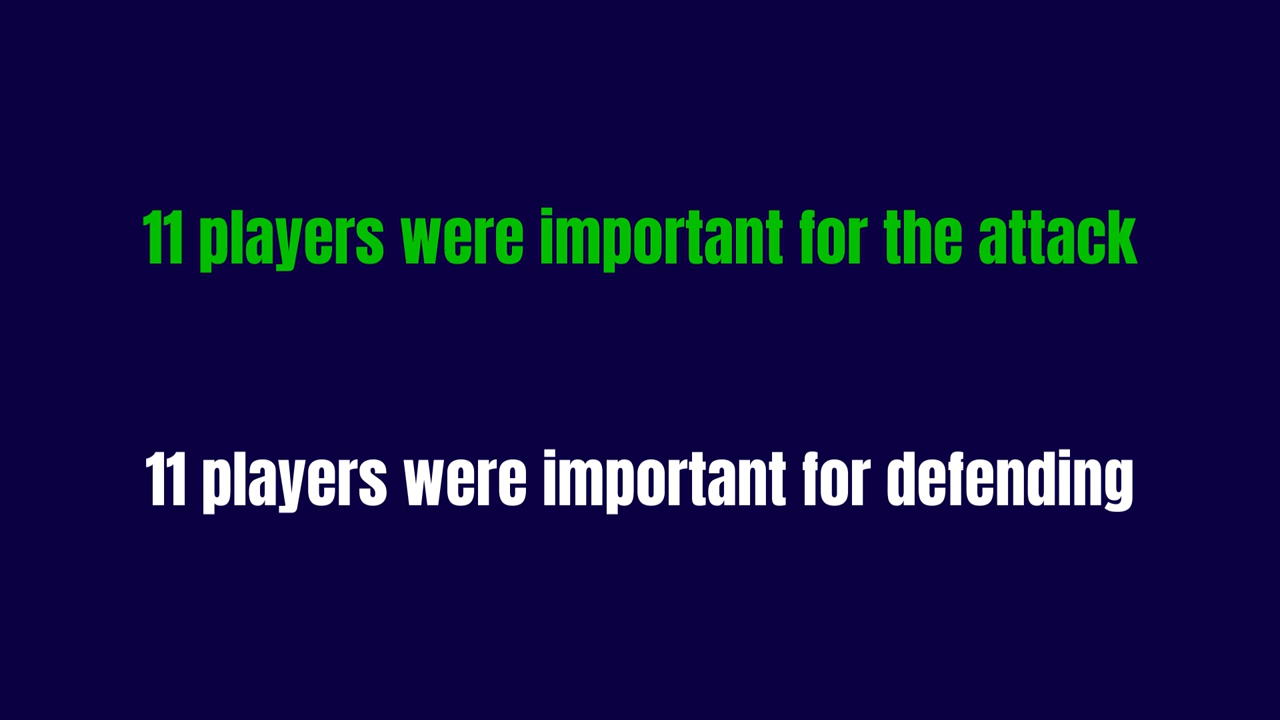 11 players were important for the attack
11 players were important for defending